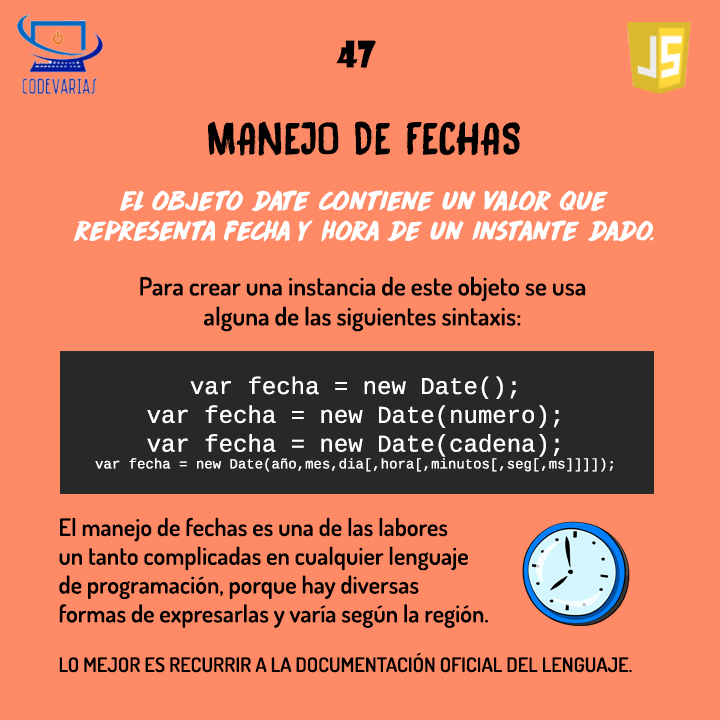 CODEVARIAS
47
JS
MANEJO DE FECHAS
EL OBJETO DATE CONTIENE UN VALOR QUE
REPRESENTA FECHA Y HORA DE UN INSTANTE DADO.
Para crear una instancia de este objeto se usa
alguna de las siguientes sintaxis:
var fecha = new Date();
var fecha = new Date(numero);
var fecha = new Date(cadena);
var fecha = new Date(año,mes,dia[,hora[,minutos[,seg[,ms]]]]);
El manejo de fechas es una de las labores
un tanto complicadas en cualquier lenguaje
de programación, porque hay diversas
formas de expresarlas y varía según la región.
LO MEJOR ES RECURRIR A LA DOCUMENTACIÓN OFICIAL DEL LENGUAJE.